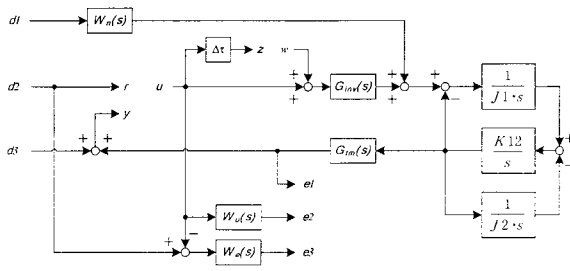 d1 Wn(s)
Δτ z w
d2 r u Ginv(s) 1/J1・s
y
d3 Gtm(s) K12/s
e1
1/J2・s
Wu(s) e2
We(s) e3